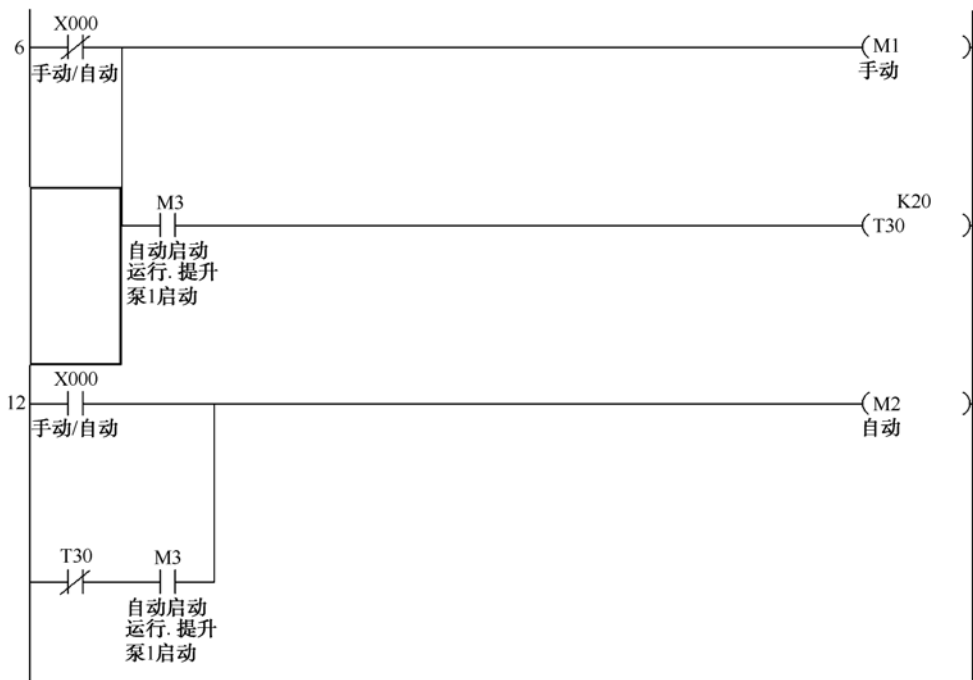 X000
6
M1
手动/自动
手动
M3
K20
T30
自动启动
运行. 提升
泵1启动
X000
12
M2
手动/自动
自动
T30
M3
自动启动
运行. 提升
泵1启动